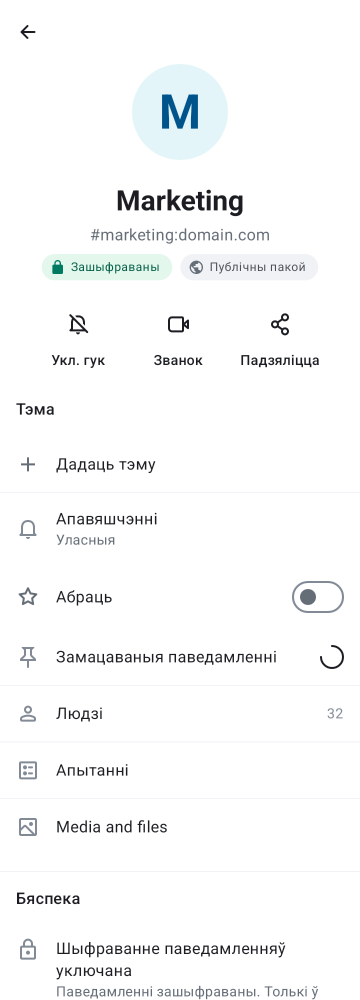 M
Marketing
#marketing:domain.com
Зашыфраваны
Публічны пакой
Укл. гук
Званок
Падзяліцца
Тэма
Дадаць тэму
Апавяшчэнні
Уласныя
Абраць
Замацаваныя паведамленні
Людзі
32
Апытанні
Media and files
Бяспека
Шыфраванне паведамленняў
уключана
Паведамленні зашыфраваны. Толькі ў